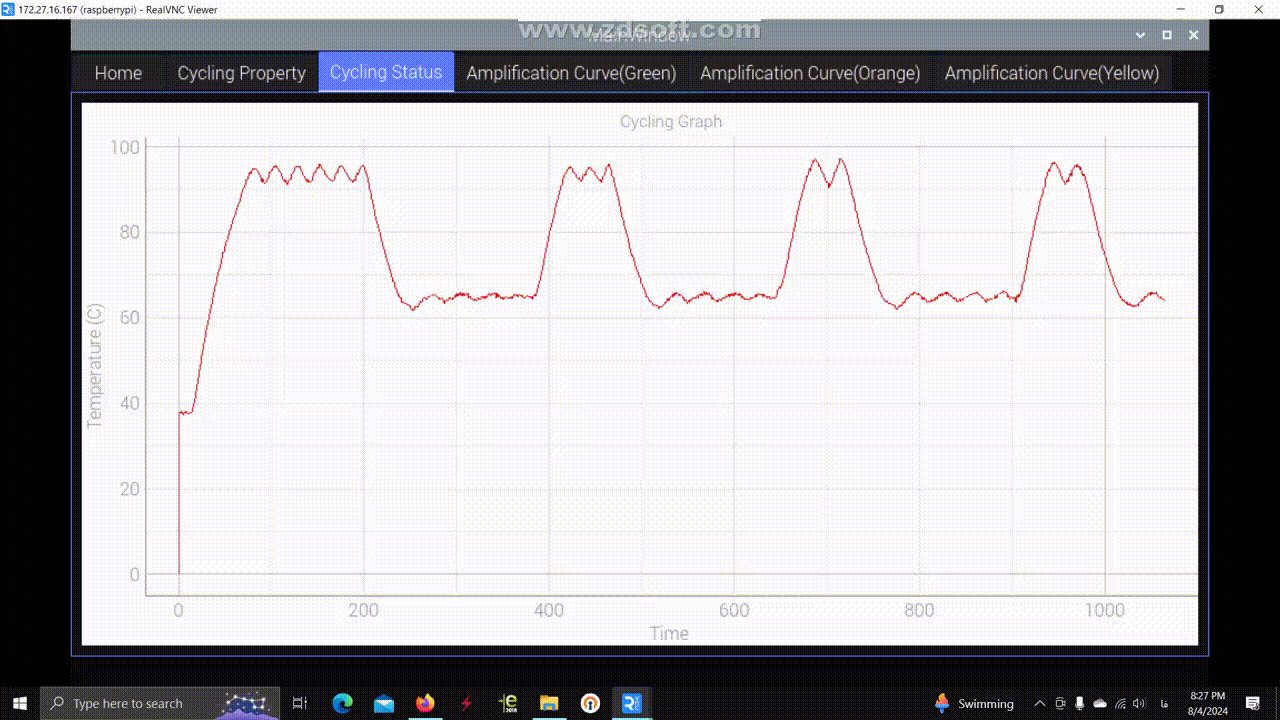 172.27.16.167 (raspberrypi) - RealVNC Viewer
www.zdsoft.com
MainWindow
Home
Cycling Property
Cycling Status
Amplification Curve(Green)
Amplification Curve(Orange)
Amplification Curve(Yellow)
Cycling Graph
Temperature (C)
100
80
60
40
20
0
0 200 400 600 800 1000
Time
Type here to search
Swimming
8:27 PM
8/4/2024